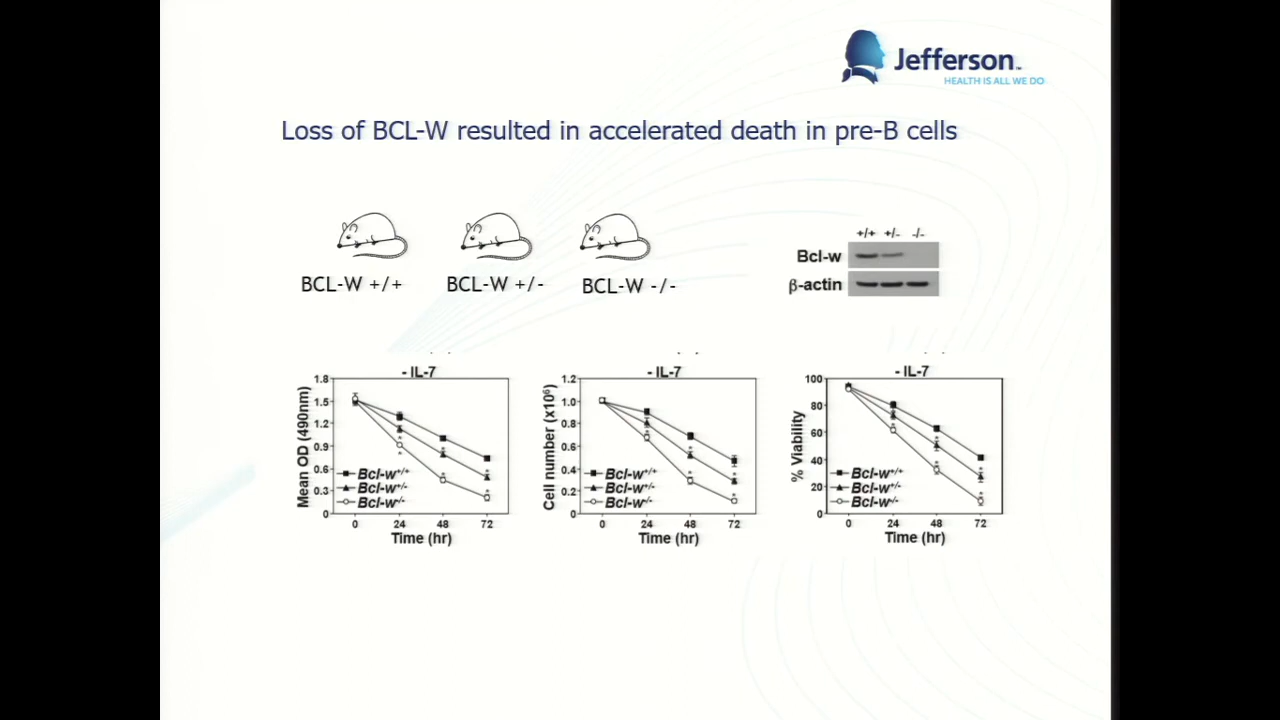 Jefferson™
HEALTH IS ALL WE DO
Loss of BCL-W resulted in accelerated death in pre-B cells
BCL-W +/+
BCL-W +/-
BCL-W -/-
+/+ +/- -/-
Bcl-w
β-actin
- IL-7
Mean OD (490nm)
1.8
1.5
1.2
0.9
0.6
0.3
0
Bcl-w+/+
Bcl-w+/-
Bcl-w-/-
0 24 48 72
Time (hr)
- IL-7
Cell number (x10⁶)
1.2
1.0
0.8
0.6
0.4
0.2
0
Bcl-w+/+
Bcl-w+/-
Bcl-w-/-
0 24 48 72
Time (hr)
- IL-7
% Viability
100
80
60
40
20
0
Bcl-w+/+
Bcl-w+/-
Bcl-w-/-
0 24 48 72
Time (hr)